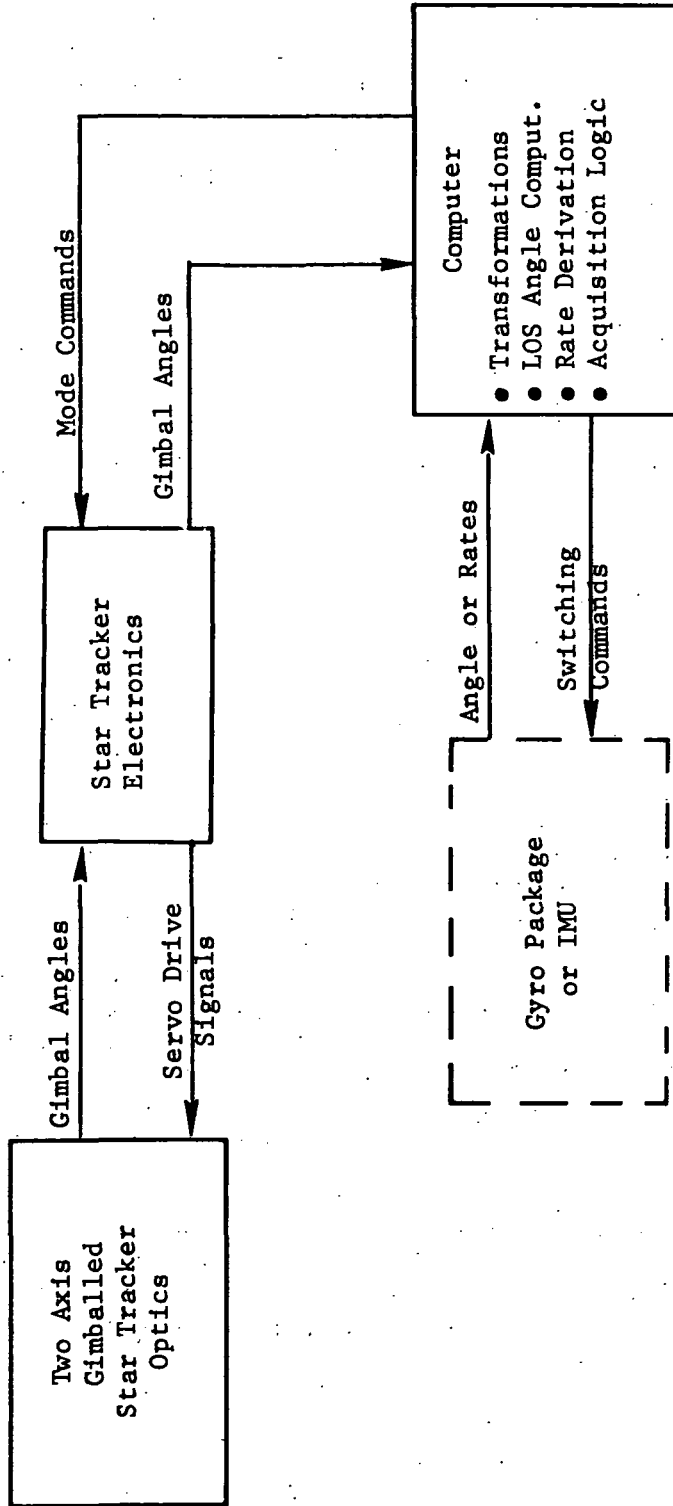 Two Axis
Gimballed
Star Tracker
Optics
Gimbal Angles
Servo Drive
Signals
Star Tracker
Electronics
Mode Commands
Gimbal Angles
Computer
● Transformations
● LOS Angle Comput.
● Rate Derivation
● Acquisition Logic
Angle or Rates
Switching
Commands
Gyro Package
or IMU